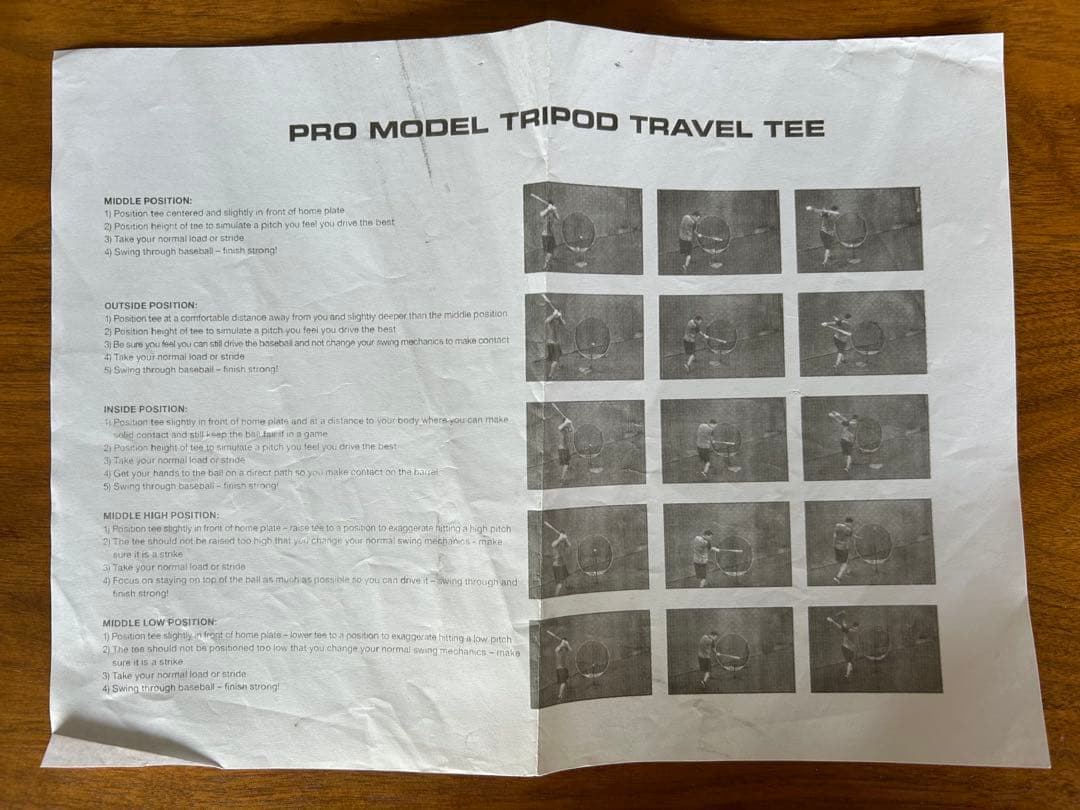 PRO MODEL TRIPOD TRAVEL TEE
MIDDLE POSITION:
1) Position tee centered and slightly in front of home plate
2) Position height of tee to simulate a pitch you feel you drive the best
3) Take your normal load or stride
4) Swing through baseball – finish strong!
OUTSIDE POSITION:
1) Position tee at a comfortable distance away from you and slightly deeper than the middle position
2) Position height of tee to simulate a pitch you feel you drive the best
3) Be sure you feel you can still drive the baseball and not change your swing mechanics to make contact
4) Take your normal load or stride
5) Swing through baseball – finish strong!
INSIDE POSITION:
1) Position tee slightly in front of home plate and at a distance to your body where you can make
solid contact and still keep the ball fair if in a game
2) Position height of tee to simulate a pitch you feel you drive the best
3) Take your normal load or stride
4) Get your hands to the ball on a direct path so you make contact on the barrel
5) Swing through baseball – finish strong!
MIDDLE HIGH POSITION:
1) Position tee slightly in front of home plate – raise tee to a position to exaggerate hitting a high pitch
2) The tee should not be raised too high that you change your normal swing mechanics - make
sure it is a strike
3) Take your normal load or stride
4) Focus on staying on top of the ball as much as possible so you can drive it – swing through and
finish strong!
MIDDLE LOW POSITION:
1) Position tee slightly in front of home plate – lower tee to a position to exaggerate hitting a low pitch
2) The tee should not be positioned too low that you change your normal swing mechanics – make
sure it is a strike
3) Take your normal load or stride
4) Swing through baseball – finish strong!